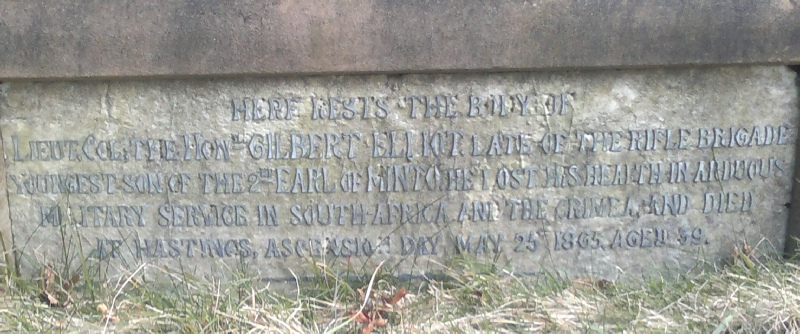 HERE RESTS THE BODY OF
LIEUT. COL: THE HONBLE GILBERT ELLIOT LATE OF THE RIFLE BRIGADE
YOUNGEST SON OF THE 2ND EARL OF MINTO. HE LOST HIS HEALTH IN ARDUOUS
MILITARY SERVICE IN SOUTH AFRICA AND THE CRIMEA, AND DIED
AT HASTINGS, ASCENSION DAY MAY 25TH 1865, AGED 39.